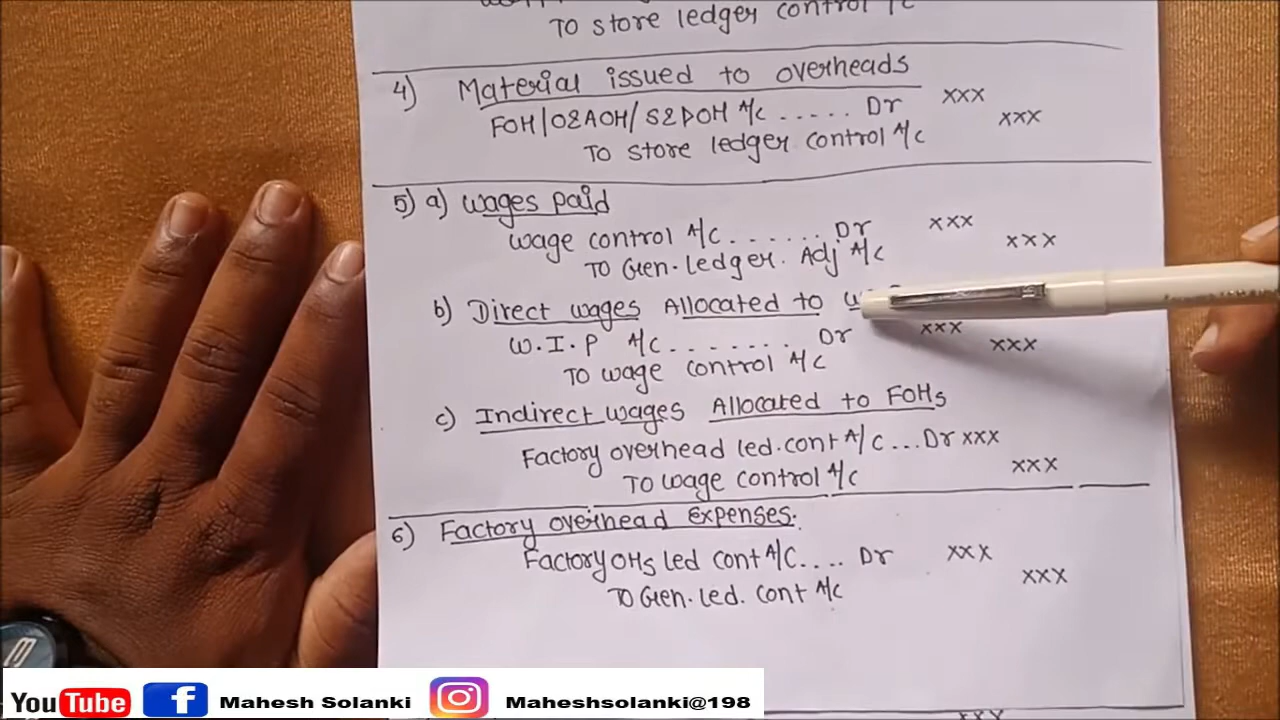 To store ledger control A/c
4) Material issued to overheads
FOH/O&AOH/S&DOH A/c ..... Dr xxx
To store ledger control A/c xxx
5) a) Wages paid
wage control A/c ...... Dr xxx
To Gen. ledger. Adj A/c xxx
b) Direct wages Allocated to
W.I.P A/c ....... Dr xxx
To wage control A/c xxx
c) Indirect wages Allocated to FOHs
Factory overhead led. cont A/c ... Dr xxx
To wage control A/c xxx
6) Factory overhead Expenses.
Factory OHs led cont A/c .... Dr xxx
To Gen. led. cont A/c xxx
YouTube Mahesh Solanki Maheshsolanki@198